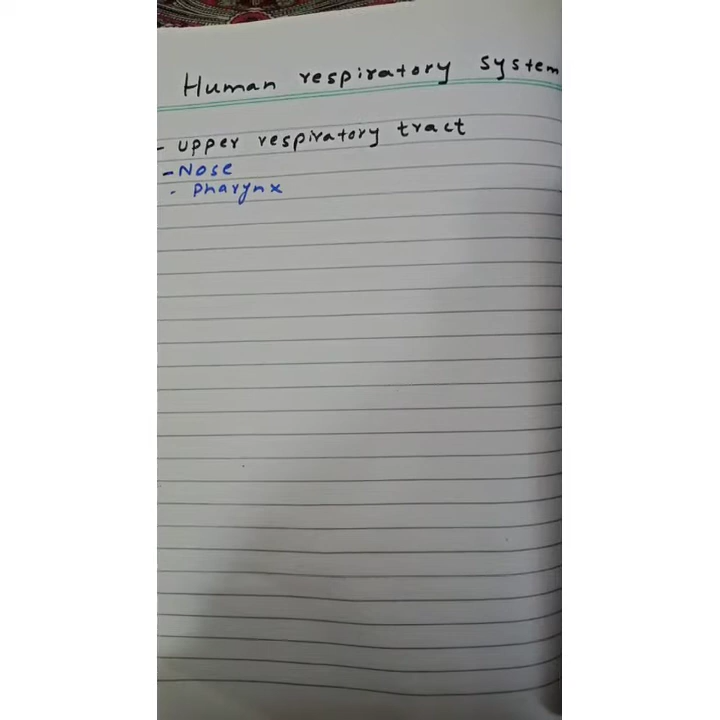 Human respiratory system
- Upper respiratory tract
- Nose
- Pharynx